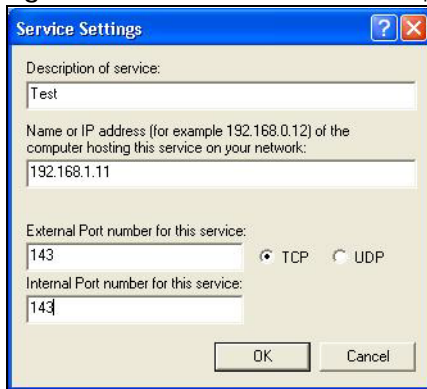 Service Settings
Description of service:
Test
Name or IP address (for example 192.168.0.12) of the
computer hosting this service on your network:
192.168.1.11
External Port number for this service:
143
TCP
UDP
Internal Port number for this service:
143
OK
Cancel